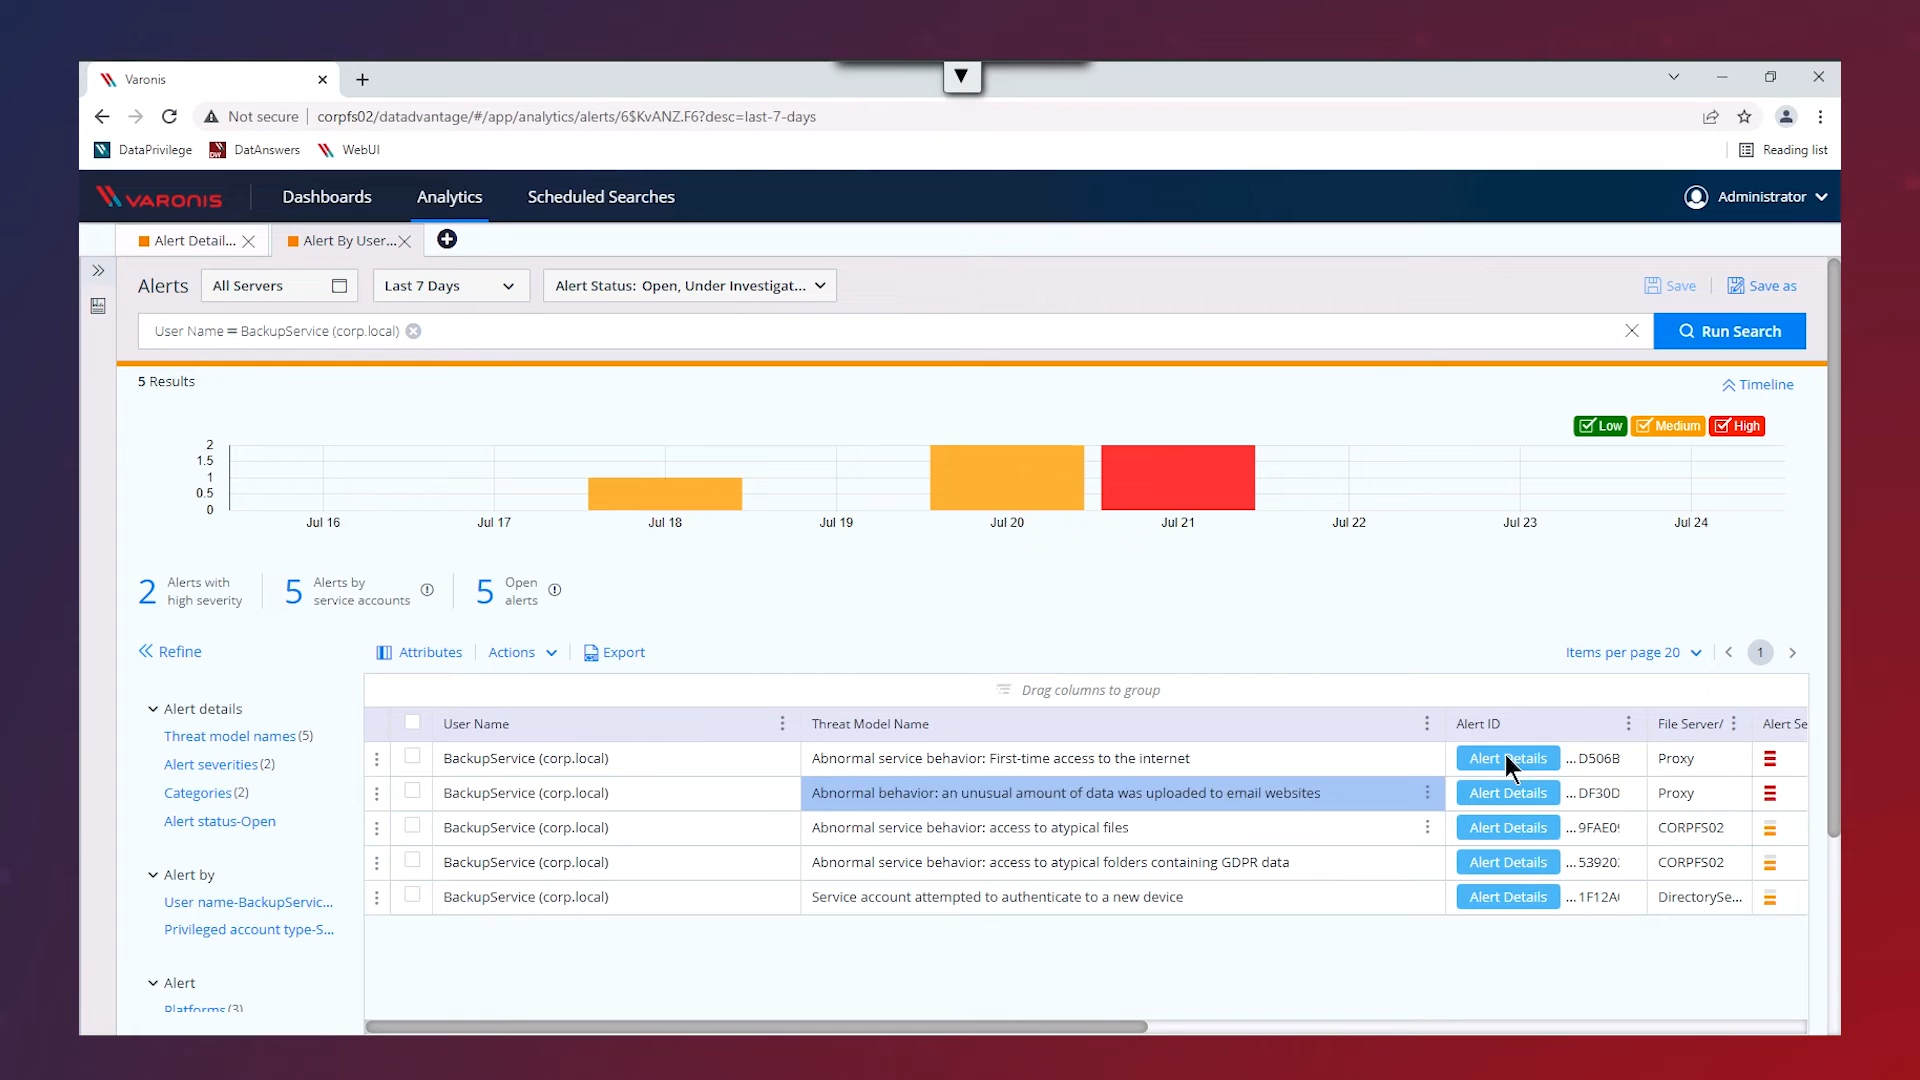 Varonis
Not secure
corpfs02/datadvantage/#/app/analytics/alerts/6$KvANZ.F6?desc=last-7-days
DataPrivilege
DatAnswers
WebUI
Reading list
VARONIS
Dashboards
Analytics
Scheduled Searches
Administrator
Alert Detail...
Alert By User...
Alerts
All Servers
Last 7 Days
Alert Status: Open, Under Investigat...
Save
Save as
User Name = BackupService (corp.local)
Run Search
5 Results
Timeline
Low
Medium
High
2
1.5
1
0.5
0
Jul 16
Jul 17
Jul 18
Jul 19
Jul 20
Jul 21
Jul 22
Jul 23
Jul 24
2 Alerts with high severity
5 Alerts by service accounts
5 Open alerts
Refine
Attributes
Actions
Export
Items per page 20
1
Drag columns to group
Alert details
Threat model names (5)
Alert severities (2)
Categories (2)
Alert status-Open
Alert by
User name-BackupServic...
Privileged account type-S...
Alert
Platforms (3)
User Name
Threat Model Name
Alert ID
File Server/
Alert Se
BackupService (corp.local) Abnormal service behavior: First-time access to the internet Alert Details ...D506B Proxy
BackupService (corp.local) Abnormal behavior: an unusual amount of data was uploaded to email websites Alert Details ...DF30D Proxy
BackupService (corp.local) Abnormal service behavior: access to atypical files Alert Details ...9FAE0 CORPFS02
BackupService (corp.local) Abnormal service behavior: access to atypical folders containing GDPR data Alert Details ...53920 CORPFS02
BackupService (corp.local) Service account attempted to authenticate to a new device Alert Details ...1F12A DirectorySe...